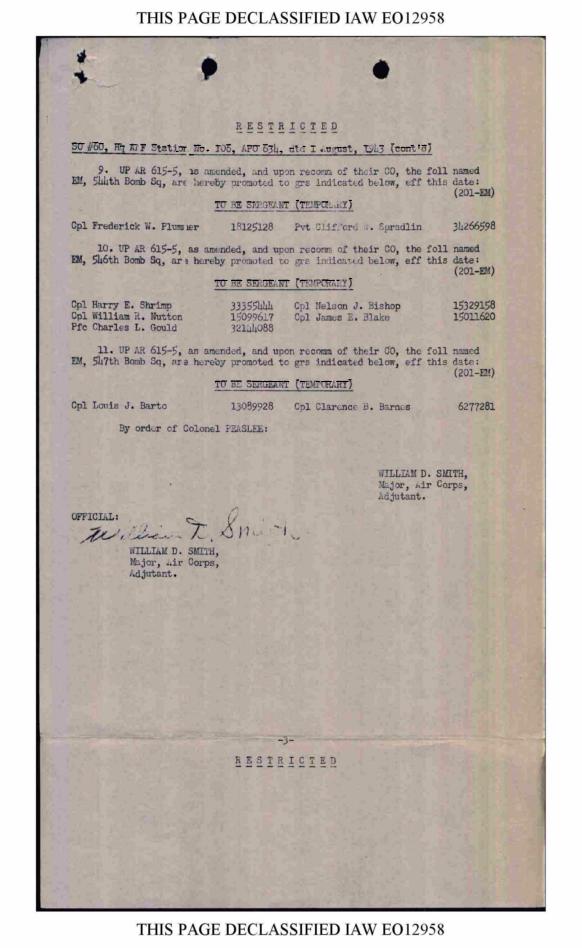 THIS PAGE DECLASSIFIED IAW EO12958
RESTRICTED
SO #60, Hq AAF Station No. 106, APO 634, dtd 1 August, 1943 (cont'd)
9. UP AR 615-5, as amended, and upon recomm of their CO, the foll named
EM, 544th Bomb Sq, are hereby promoted to grs indicated below, eff this date:
(201-EM)
TO BE SERGEANT (TEMPORARY)
Cpl Frederick W. Plummer 18125128 Pvt Clifford Spradlin 34266598
10. UP AR 615-5, as amended, and upon recomm of their CO, the foll named
EM, 546th Bomb Sq, are hereby promoted to grs indicated below, eff this date:
(201-EM)
TO BE SERGEANT (TEMPORARY)
Cpl Harry E. Shrimp 33355444 Cpl Nelson J. Bishop 15329158
Cpl William R. Nutton 15099617 Cpl James E. Blake 15011620
Pfc Charles L. Gould 32144088
11. UP AR 615-5, as amended, and upon recomm of their CO, the foll named
EM, 547th Bomb Sq, are hereby promoted to grs indicated below, eff this date:
(201-EM)
TO BE SERGEANT (TEMPORARY)
Cpl Louis J. Barto 13089928 Cpl Clarence B. Barnes 6277281
By order of Colonel PEASLEE:
WILLIAM D. SMITH,
Major, Air Corps,
Adjutant.
OFFICIAL:
William D. Smith
WILLIAM D. SMITH,
Major, Air Corps,
Adjutant.
-3-
RESTRICTED
THIS PAGE DECLASSIFIED IAW EO12958